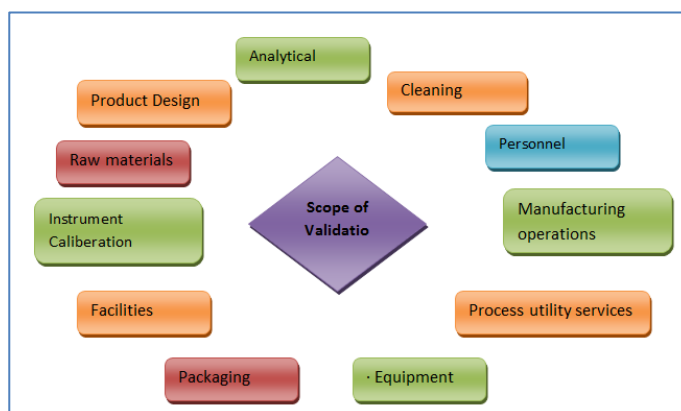 Analytical
Cleaning
Product Design
Personnel
Raw materials
Scope of
Validatio
Instrument
Caliberation
Manufacturing
operations
Facilities
Process utility services
Packaging
· Equipment